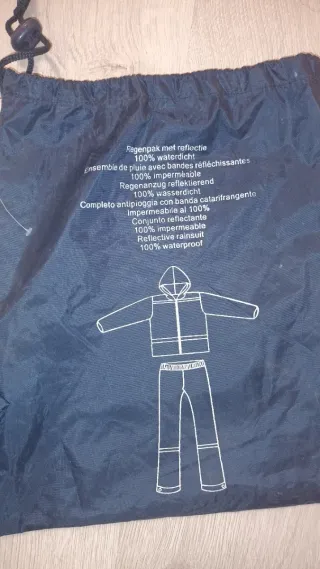 Regenpak met reflectie
100% waterdicht
Ensemble de pluie avec bandes réfléchissantes
100% imperméable
Regenanzug reflektierend
100% wasserdicht
Completo antipioggia con banda catarifrangento
Impermeabile al 100%
Conjunto reflectante
100% impermeable
Reflective rainsuit
100% waterproof